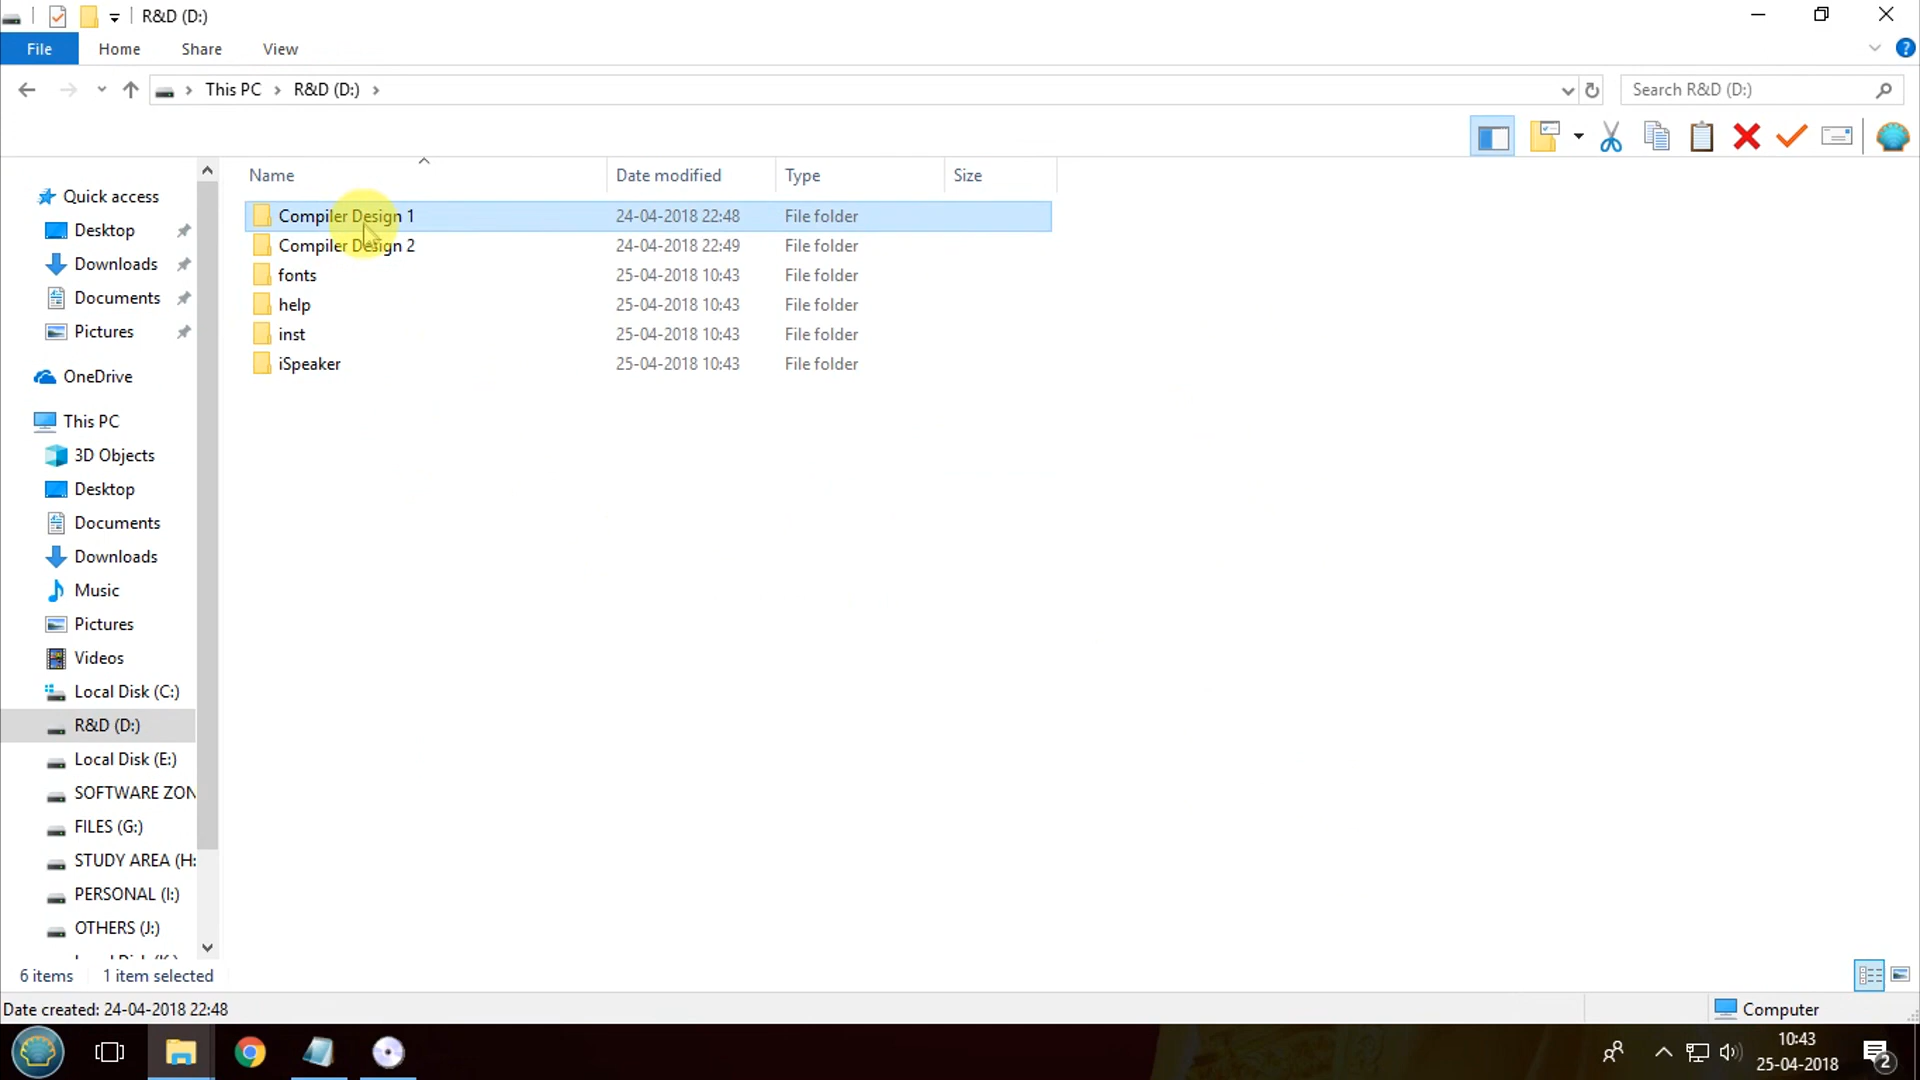 R&D (D:)
File Home Share View
This PC R&D (D:)
Search R&D (D:)
Name Date modified Type Size
Compiler Design 1 24-04-2018 22:48 File folder
Compiler Design 2 24-04-2018 22:49 File folder
fonts 25-04-2018 10:43 File folder
help 25-04-2018 10:43 File folder
inst 25-04-2018 10:43 File folder
iSpeaker 25-04-2018 10:43 File folder
Quick access
Desktop
Downloads
Documents
Pictures
OneDrive
This PC
3D Objects
Desktop
Documents
Downloads
Music
Pictures
Videos
Local Disk (C:)
R&D (D:)
Local Disk (E:)
SOFTWARE ZON
FILES (G:)
STUDY AREA (H:
PERSONAL (I:)
OTHERS (J:)
6 items 1 item selected
Date created: 24-04-2018 22:48
Computer
10:43
25-04-2018
2